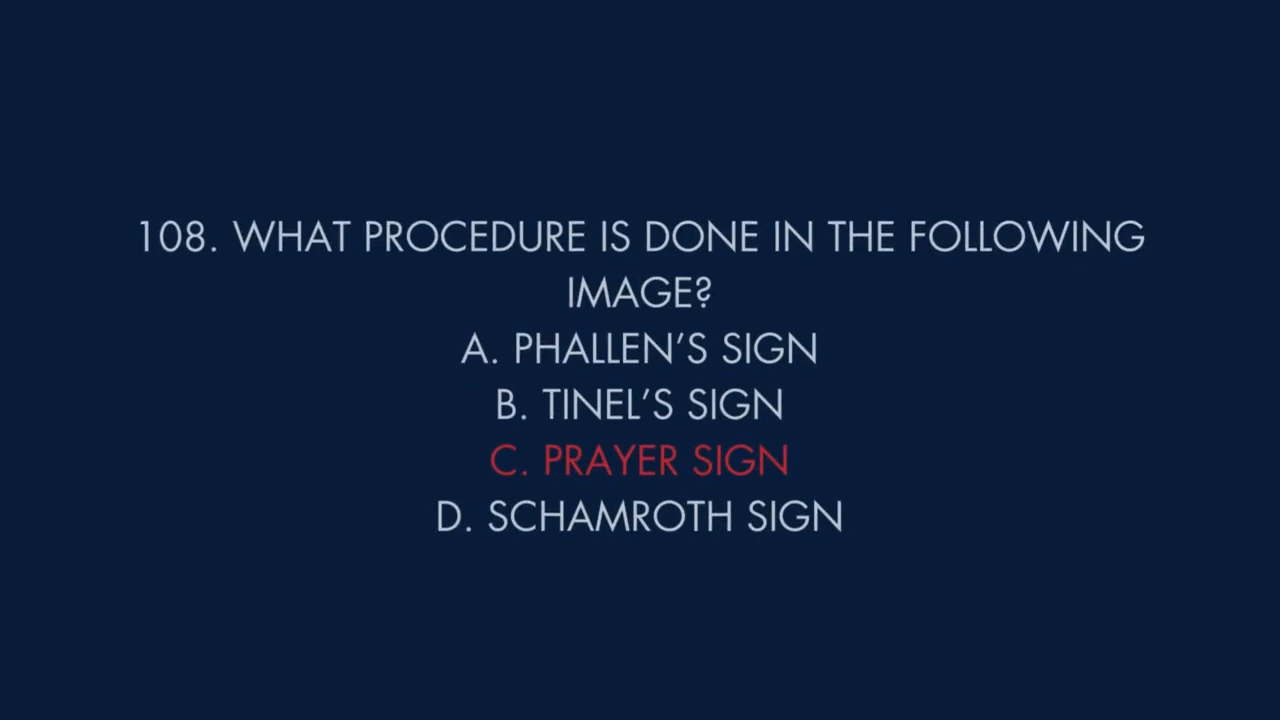 108. WHAT PROCEDURE IS DONE IN THE FOLLOWING
IMAGE?
A. PHALLEN’S SIGN
B. TINEL’S SIGN
C. PRAYER SIGN
D. SCHAMROTH SIGN